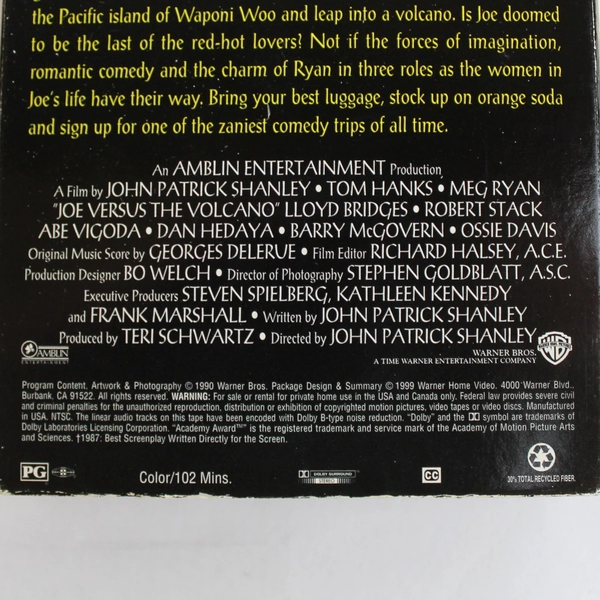 the Pacific island of Waponi Woo and leap into a volcano. Is Joe doomed
to be the last of the red-hot lovers? Not if the forces of imagination,
romantic comedy and the charm of Ryan in three roles as the women in
Joe's life have their way. Bring your best luggage, stock up on orange soda
and sign up for one of the zaniest comedy trips of all time.
An AMBLIN ENTERTAINMENT Production
A Film by JOHN PATRICK SHANLEY • TOM HANKS • MEG RYAN
"JOE VERSUS THE VOLCANO" LLOYD BRIDGES • ROBERT STACK
ABE VIGODA • DAN HEDAYA • BARRY McGOVERN • OSSIE DAVIS
Original Music Score by GEORGES DELERUE • Film Editor RICHARD HALSEY, A.C.E.
Production Designer BO WELCH • Director of Photography STEPHEN GOLDBLATT, A.S.C.
Executive Producers STEVEN SPIELBERG, KATHLEEN KENNEDY
and FRANK MARSHALL • Written by JOHN PATRICK SHANLEY
Produced by TERI SCHWARTZ • Directed by JOHN PATRICK SHANLEY
AMBLIN
ENTERTAINMENT
WARNER BROS.
A TIME WARNER ENTERTAINMENT COMPANY
Program Content, Artwork & Photography © 1990 Warner Bros. Package Design & Summary © 1999 Warner Home Video. 4000 Warner Blvd.,
Burbank, CA 91522. All rights reserved. WARNING: For sale or rental for private home use in the USA and Canada only. Federal law provides severe civil
and criminal penalties for the unauthorized reproduction, distribution or exhibition of copyrighted motion pictures, video tapes or video discs. Manufactured
in USA. NTSC. The linear audio tracks on this tape have been encoded with Dolby B-type noise reduction. "Dolby" and the DD symbol are trademarks of
Dolby Laboratories Licensing Corporation. "Academy Award™" is the registered trademark and service mark of the Academy of Motion Picture Arts
and Sciences. †1987: Best Screenplay Written Directly for the Screen.
PG
Color/102 Mins.
DOLBY SURROUND
STEREO
CC
30% TOTAL RECYCLED FIBER.